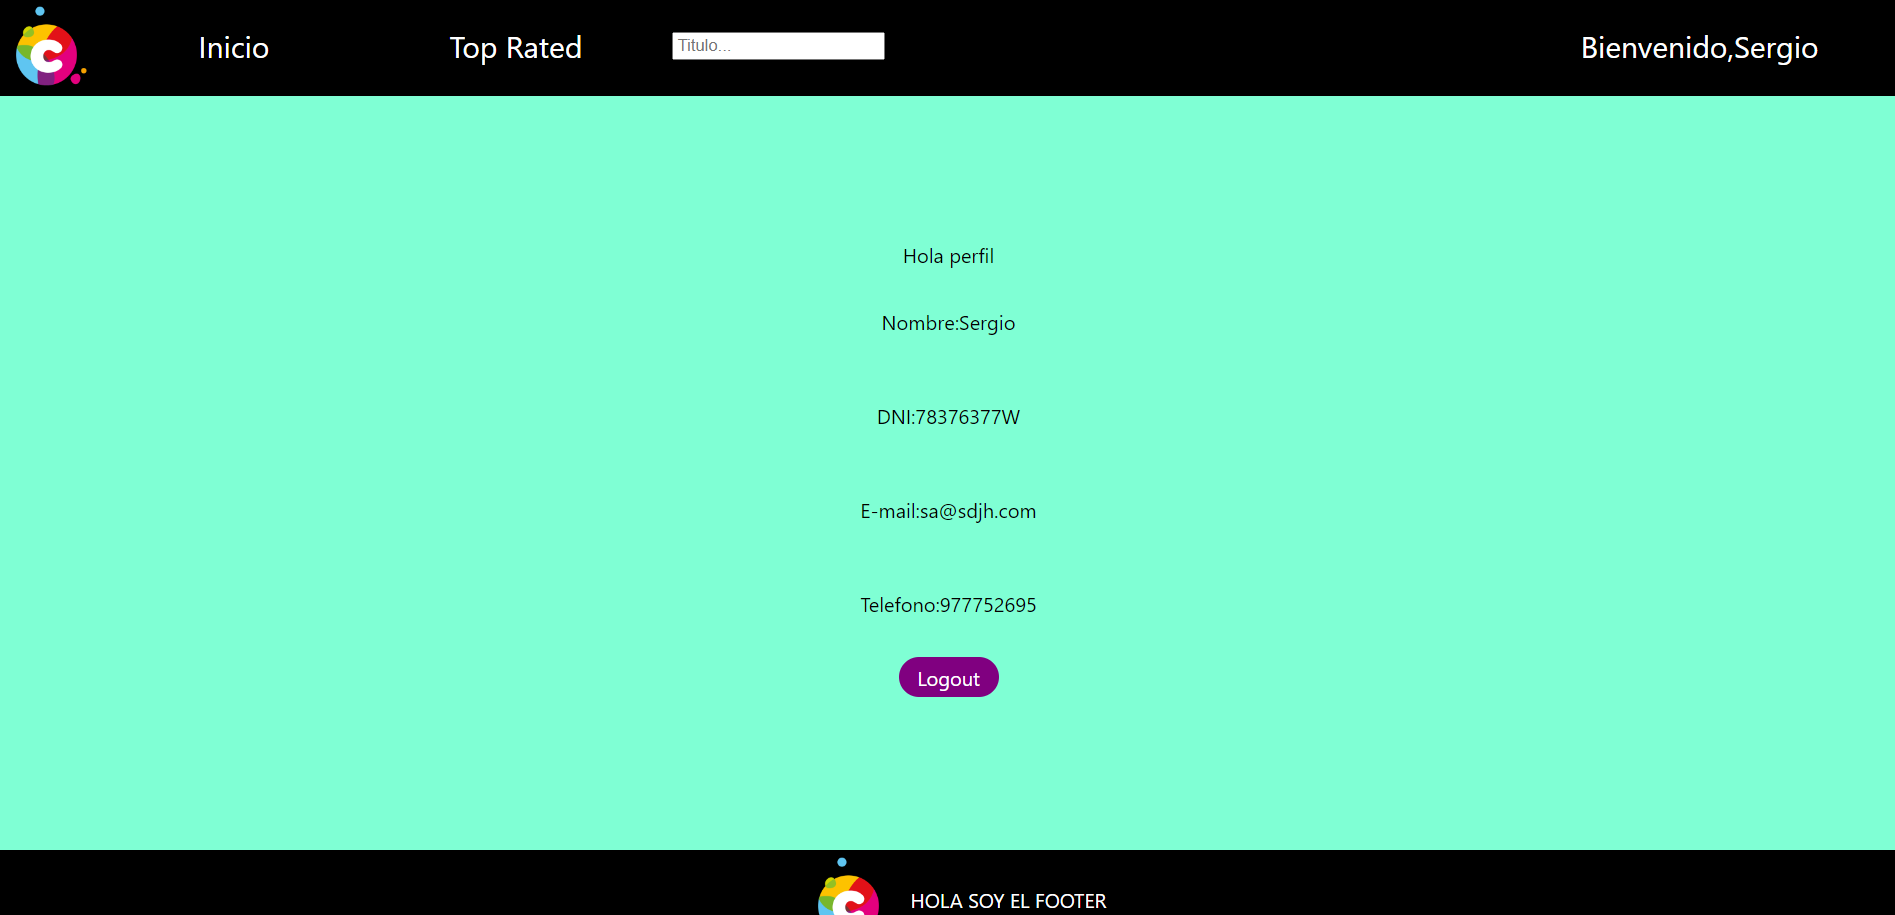 Inicio
Top Rated
Titulo...
Bienvenido,Sergio
Hola perfil
Nombre:Sergio
DNI:78376377W
E-mail:sa@sdjh.com
Telefono:977752695
Logout
HOLA SOY EL FOOTER